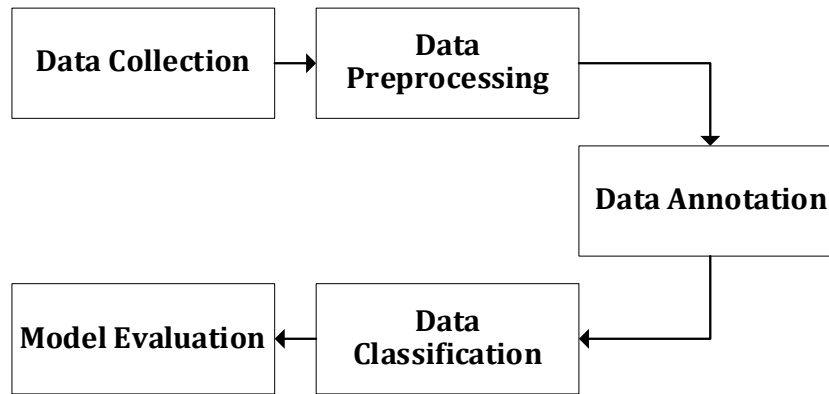 Data Collection
Data
Preprocessing
Data Annotation
Data
Classification
Model Evaluation